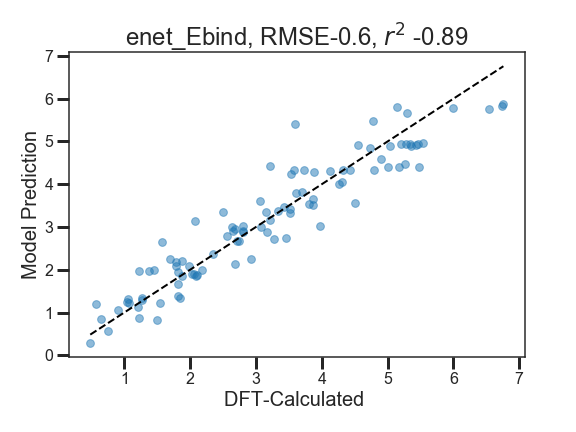 enet_Ebind, RMSE-0.6, r² -0.89
7
6
5
4
3
2
1
0
Model Prediction
1 2 3 4 5 6 7
DFT-Calculated